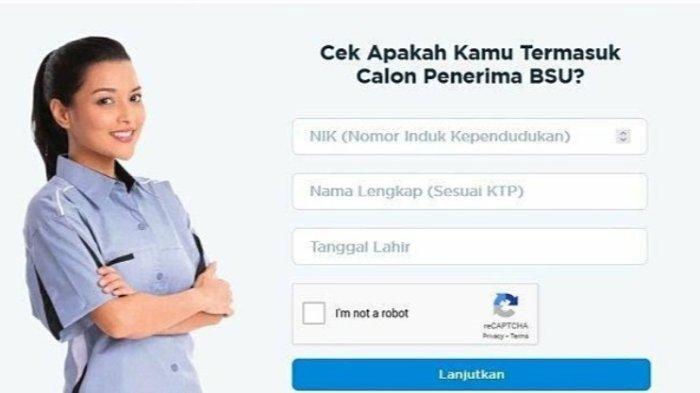 Cek Apakah Kamu Termasuk
Calon Penerima BSU?
NIK (Nomor Induk Kependudukan)
Nama Lengkap (Sesuai KTP)
Tanggal Lahir
I'm not a robot
reCAPTCHA
Privacy - Terms
Lanjutkan